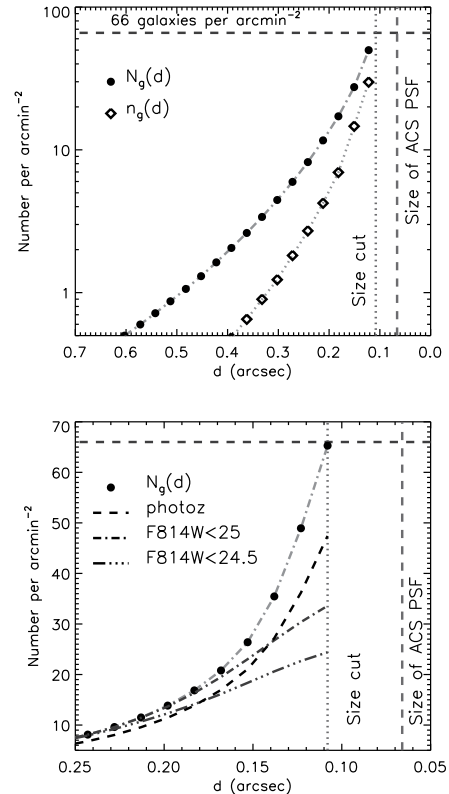 66 galaxies per arcmin⁻²
100
10
1
Number per arcmin⁻²
N_g(d)
n_g(d)
Size cut
Size of ACS PSF
0.7 0.6 0.5 0.4 0.3 0.2 0.1 0.0
d (arcsec)
70
60
50
40
30
20
10
Number per arcmin⁻²
N_g(d)
photoz
F814W<25
F814W<24.5
Size cut
Size of ACS PSF
0.25 0.20 0.15 0.10 0.05
d (arcsec)